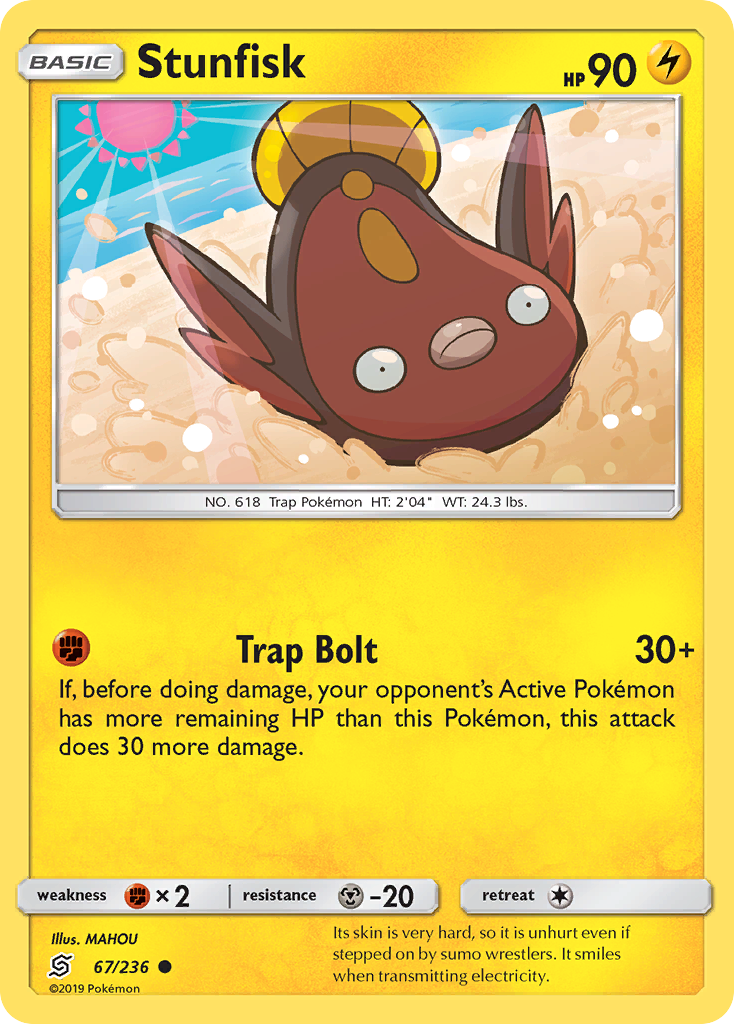 BASIC
Stunfisk
HP 90
NO. 618 Trap Pokémon HT: 2'04" WT: 24.3 lbs.
Trap Bolt 30+
If, before doing damage, your opponent's Active Pokémon
has more remaining HP than this Pokémon, this attack
does 30 more damage.
weakness × 2 resistance -20 retreat
Illus. MAHOU
67/236
©2019 Pokémon
Its skin is very hard, so it is unhurt even if
stepped on by sumo wrestlers. It smiles
when transmitting electricity.